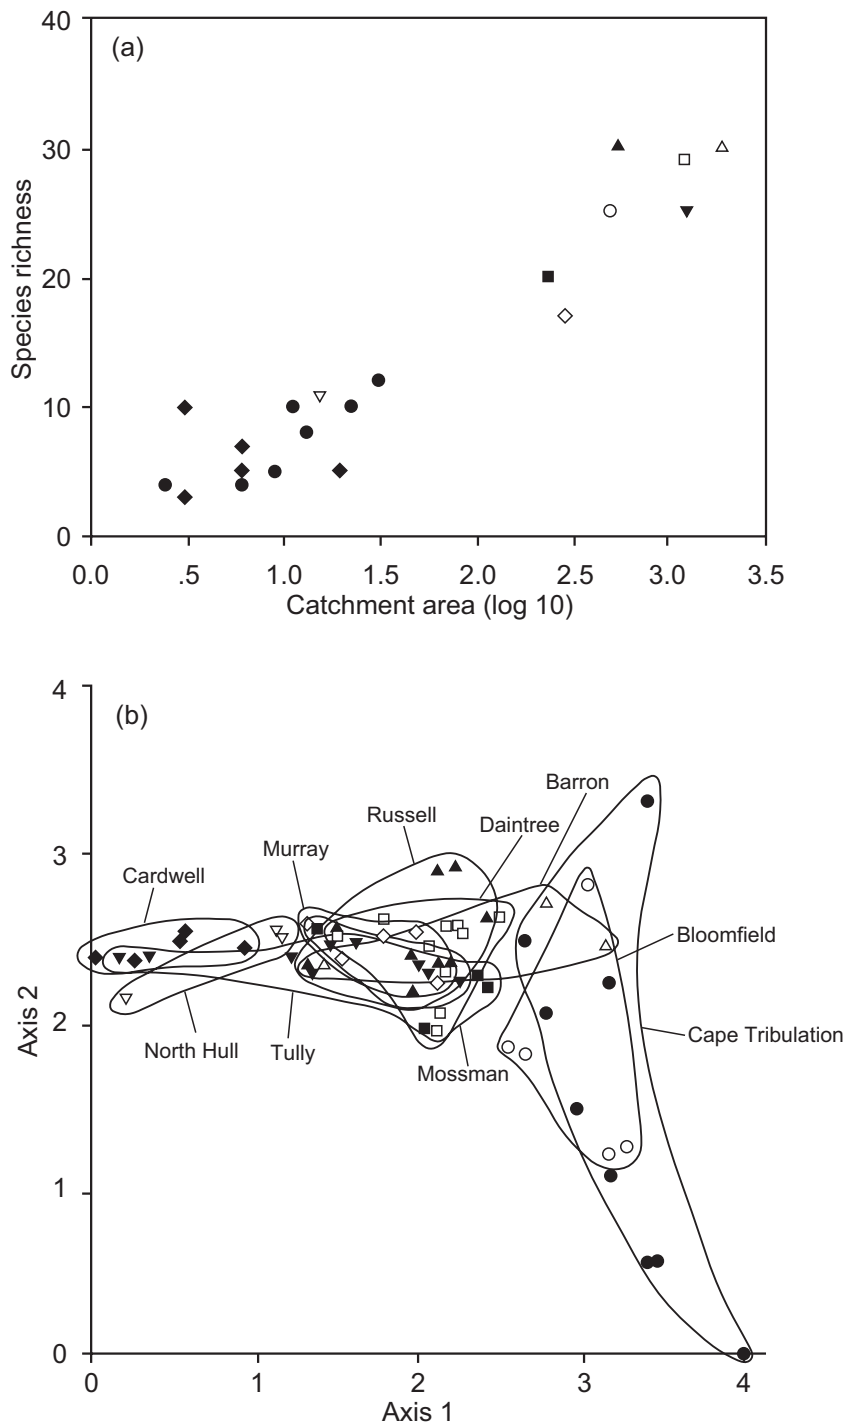 40
(a)
30
20
10
0
Species richness
0.0 .5 1.0 1.5 2.0 2.5 3.0 3.5
Catchment area (log 10)
4
(b)
3
2
1
0
Axis 2
Barron
Russell
Daintree
Murray
Cardwell
Bloomfield
Cape Tribulation
North Hull
Tully
Mossman
0 1 2 3 4
Axis 1